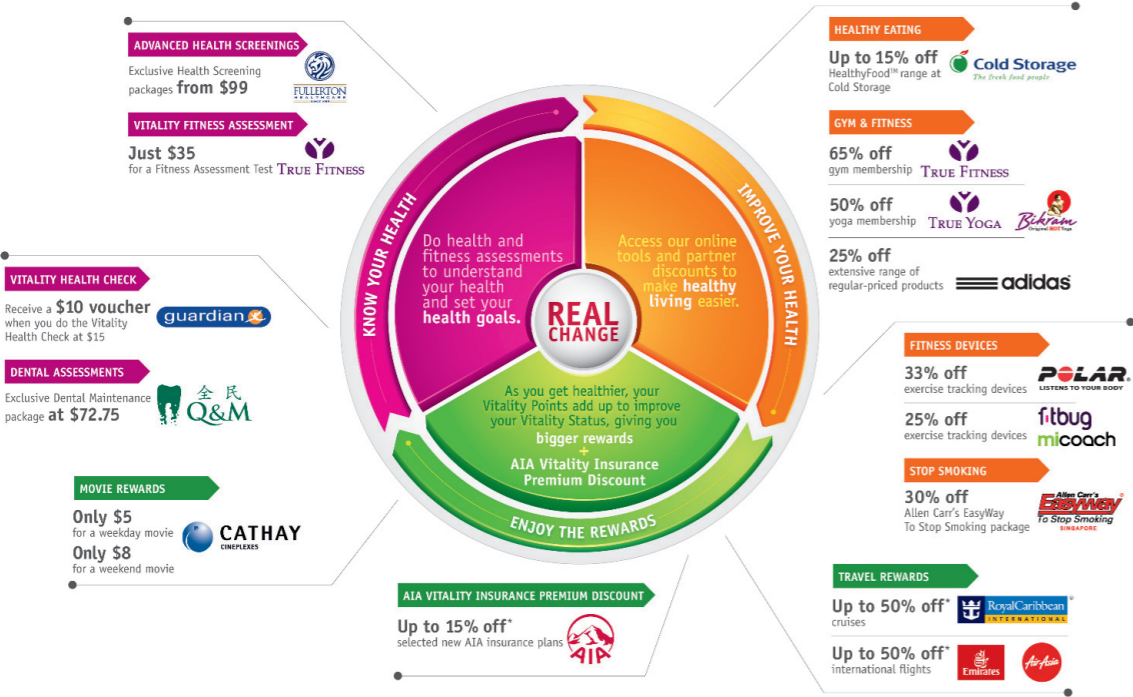 ADVANCED HEALTH SCREENINGS
Exclusive Health Screening
packages from $99
FULLERTON
HEALTHCARE
VITALITY FITNESS ASSESSMENT
Just $35
for a Fitness Assessment Test
TRUE FITNESS
VITALITY HEALTH CHECK
Receive a $10 voucher
when you do the Vitality
Health Check at $15
guardian
DENTAL ASSESSMENTS
Exclusive Dental Maintenance
package at $72.75
全民
Q&M
MOVIE REWARDS
Only $5
for a weekday movie
Only $8
for a weekend movie
CATHAY
CINEPLEXES
KNOW YOUR HEALTH
Do health and
fitness assessments
to understand
your health
and set your
health goals.
IMPROVE YOUR HEALTH
Access our online
tools and partner
discounts to
make healthy
living easier.
REAL
CHANGE
As you get healthier, your
Vitality Points add up to improve
your Vitality Status, giving you
bigger rewards
+
AIA Vitality Insurance
Premium Discount
ENJOY THE REWARDS
AIA VITALITY INSURANCE PREMIUM DISCOUNT
Up to 15% off*
selected new AIA insurance plans
AIA
HEALTHY EATING
Up to 15% off
HealthyFood™ range at
Cold Storage
Cold Storage
The fresh food people
GYM & FITNESS
65% off
gym membership
TRUE FITNESS
50% off
yoga membership
TRUE YOGA
Bikram
Original HOT Yoga
25% off
extensive range of
regular-priced products
adidas
FITNESS DEVICES
33% off
exercise tracking devices
POLAR®
LISTENS TO YOUR BODY
25% off
exercise tracking devices
fitbug
micoach
STOP SMOKING
30% off
Allen Carr's EasyWay
To Stop Smoking package
Allen Carr's
Easyway
To Stop Smoking
SINGAPORE
TRAVEL REWARDS
Up to 50% off*
cruises
RoyalCaribbean®
INTERNATIONAL
Up to 50% off*
international flights
Emirates
AirAsia